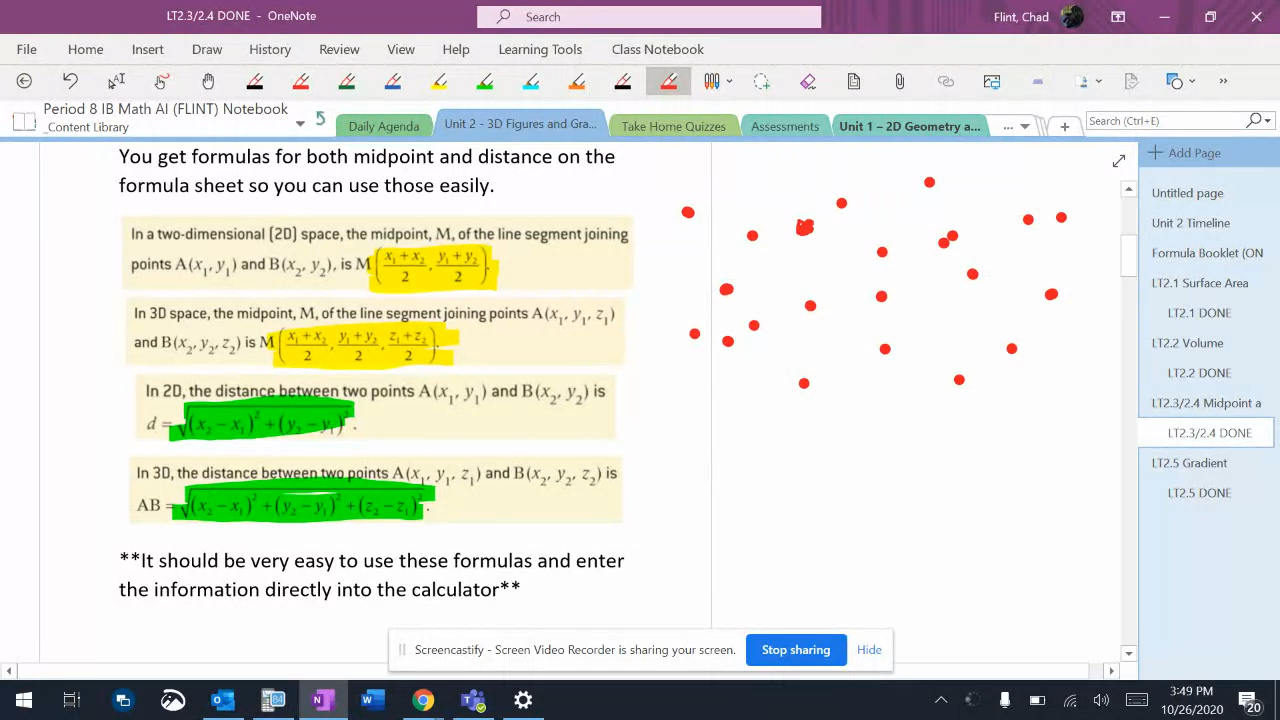 LT2.3/2.4 DONE - OneNote
Search
Flint, Chad
File
Home
Insert
Draw
History
Review
View
Help
Learning Tools
Class Notebook
Period 8 IB Math AI (FLINT) Notebook
_Content Library
Daily Agenda
Unit 2 - 3D Figures and Gra...
Take Home Quizzes
Assessments
Unit 1 – 2D Geometry a...
...
Search (Ctrl+E)
You get formulas for both midpoint and distance on the
formula sheet so you can use those easily.
In a two-dimensional (2D) space, the midpoint, M, of the line segment joining
points A(x₁, y₁) and B(x₂, y₂), is M ((x₁ + x₂)/2, (y₁ + y₂)/2).
In 3D space, the midpoint, M, of the line segment joining points A(x₁, y₁, z₁)
and B(x₂, y₂, z₂) is M ((x₁ + x₂)/2, (y₁ + y₂)/2, (z₁ + z₂)/2).
In 2D, the distance between two points A(x₁, y₂) and B(x₂, y₂) is
d = √((x₂ − x₁)² + (y₂ − y₁)²).
In 3D, the distance between two points A(x₁, y₁, z₁) and B(x₂, y₂, z₂) is
AB = √((x₂ − x₁)² + (y₂ − y₁)² + (z₂ − z₁)²).
**It should be very easy to use these formulas and enter
the information directly into the calculator**
Add Page
Untitled page
Unit 2 Timeline
Formula Booklet (ON
LT2.1 Surface Area
LT2.1 DONE
LT2.2 Volume
LT2.2 DONE
LT2.3/2.4 Midpoint a
LT2.3/2.4 DONE
LT2.5 Gradient
LT2.5 DONE
Screencastify - Screen Video Recorder is sharing your screen.
Stop sharing
Hide
3:49 PM
10/26/2020
20